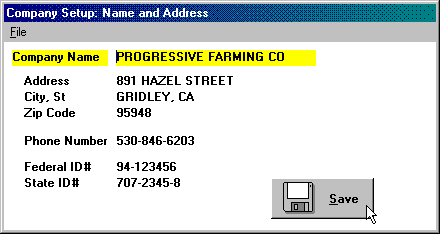 Company Setup: Name and Address
File
Company Name PROGRESSIVE FARMING CO
Address 891 HAZEL STREET
City, St GRIDLEY, CA
Zip Code 95948
Phone Number 530-846-6203
Federal ID# 94-123456
State ID# 707-2345-8
Save